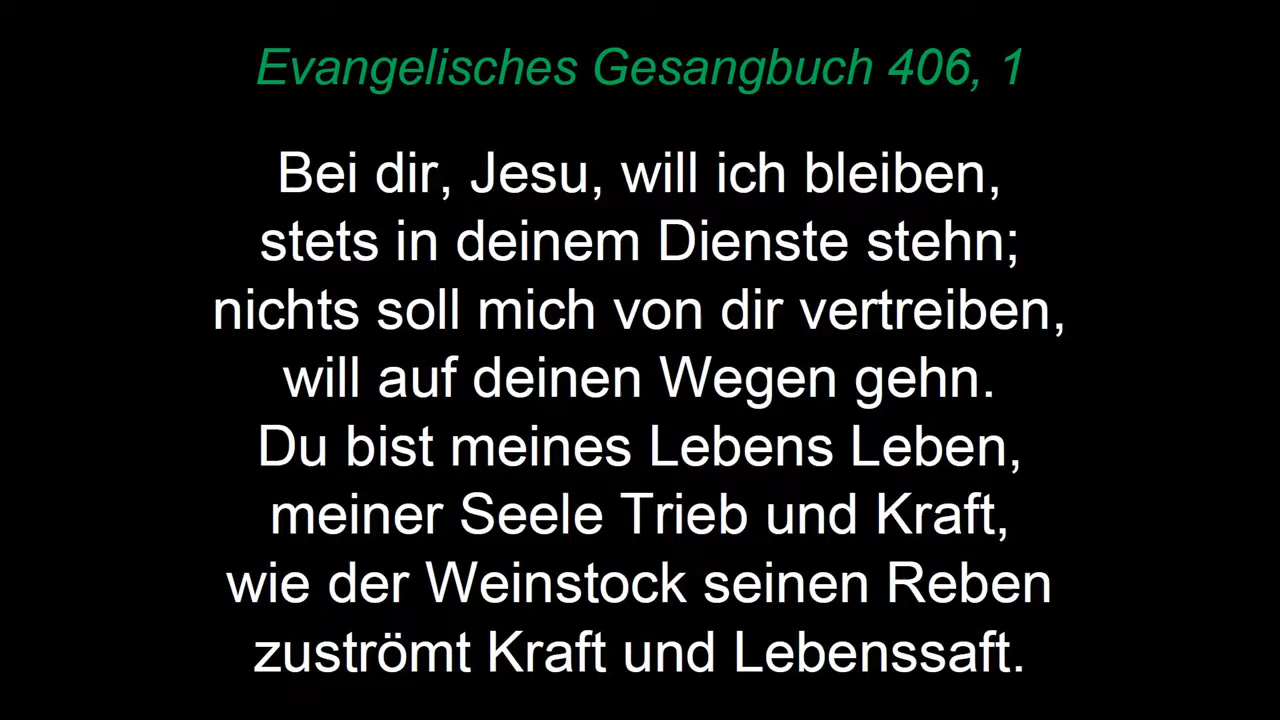 Evangelisches Gesangbuch 406, 1
Bei dir, Jesu, will ich bleiben,
stets in deinem Dienste stehn;
nichts soll mich von dir vertreiben,
will auf deinen Wegen gehn.
Du bist meines Lebens Leben,
meiner Seele Trieb und Kraft,
wie der Weinstock seinen Reben
zuströmt Kraft und Lebenssaft.